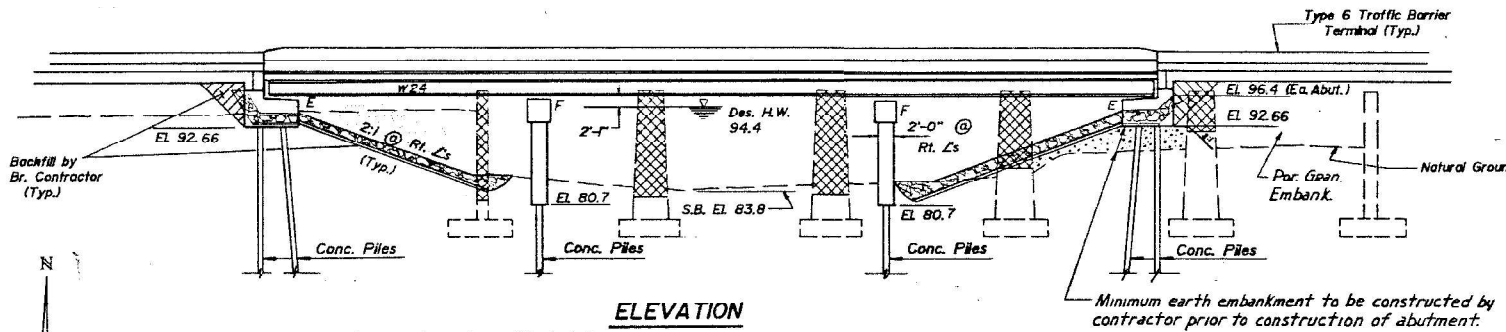 Type 6 Traffic Barrier
Terminal (Typ.)
W24
E
F
Des. H.W.
94.4
F
E
El. 96.4 (Ea. Abut.)
El. 92.66
2'-1"
2'-0" @
Rt. ∠'s
El. 92.66
2:1 @
Rt. ∠'s
(Typ.)
Backfill by
Br. Contractor
(Typ.)
Natural Groun
Por. Gran.
Embank.
El. 80.7
S.B. El. 83.8
El. 80.7
Conc. Piles
Conc. Piles
Conc. Piles
Conc. Piles
N
ELEVATION
Minimum earth embankment to be constructed by
contractor prior to construction of abutment.